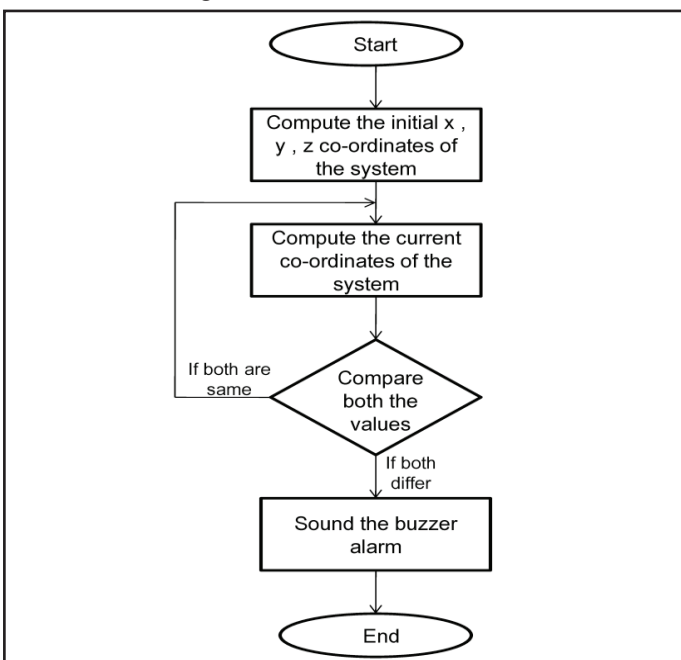 Start
Compute the initial x ,
y , z co-ordinates of
the system
Compute the current
co-ordinates of the
system
If both are
same
Compare
both the
values
If both
differ
Sound the buzzer
alarm
End